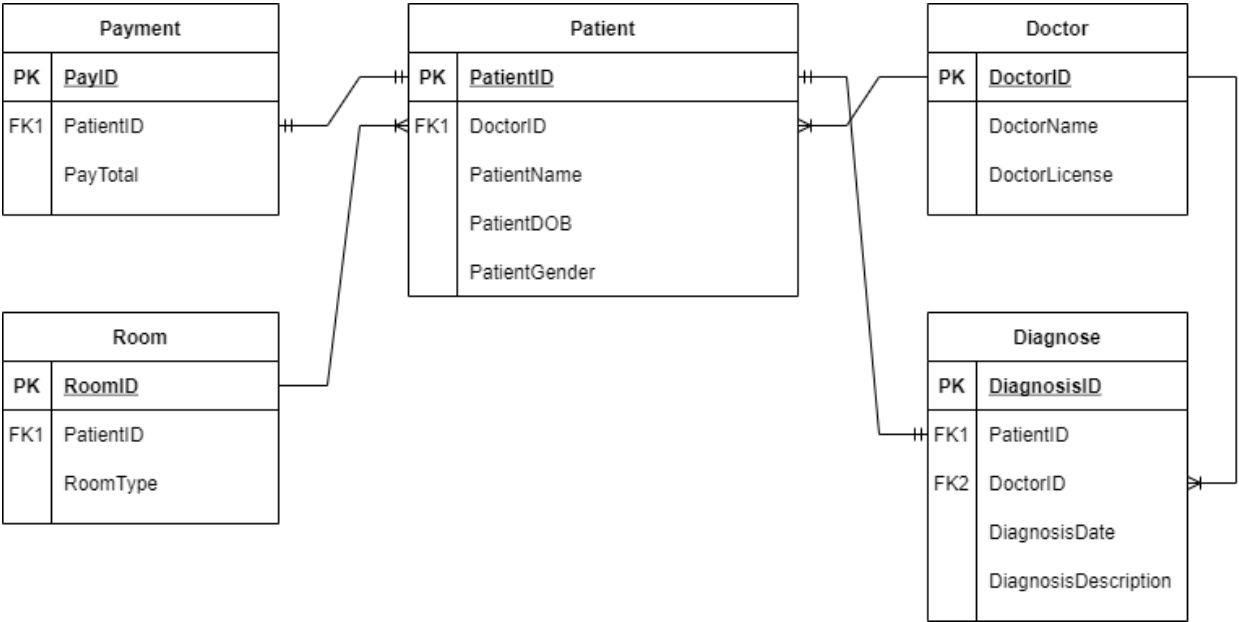 Payment
PK PayID
FK1 PatientID
PayTotal
Patient
PK PatientID
FK1 DoctorID
PatientName
PatientDOB
PatientGender
Doctor
PK DoctorID
DoctorName
DoctorLicense
Room
PK RoomID
FK1 PatientID
RoomType
Diagnose
PK DiagnosisID
FK1 PatientID
FK2 DoctorID
DiagnosisDate
DiagnosisDescription